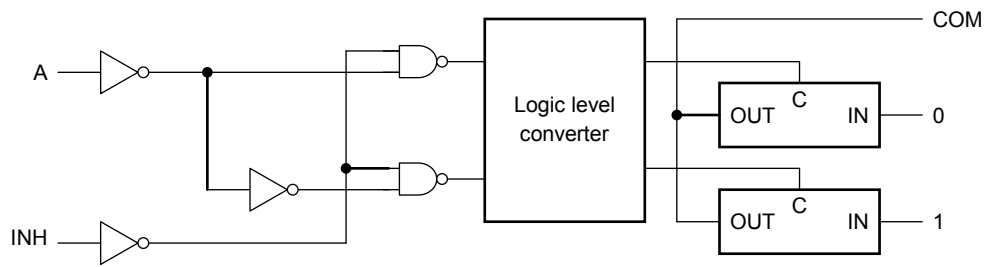 COM
A
Logic level
converter
C
OUT
IN
0
C
OUT
IN
1
INH